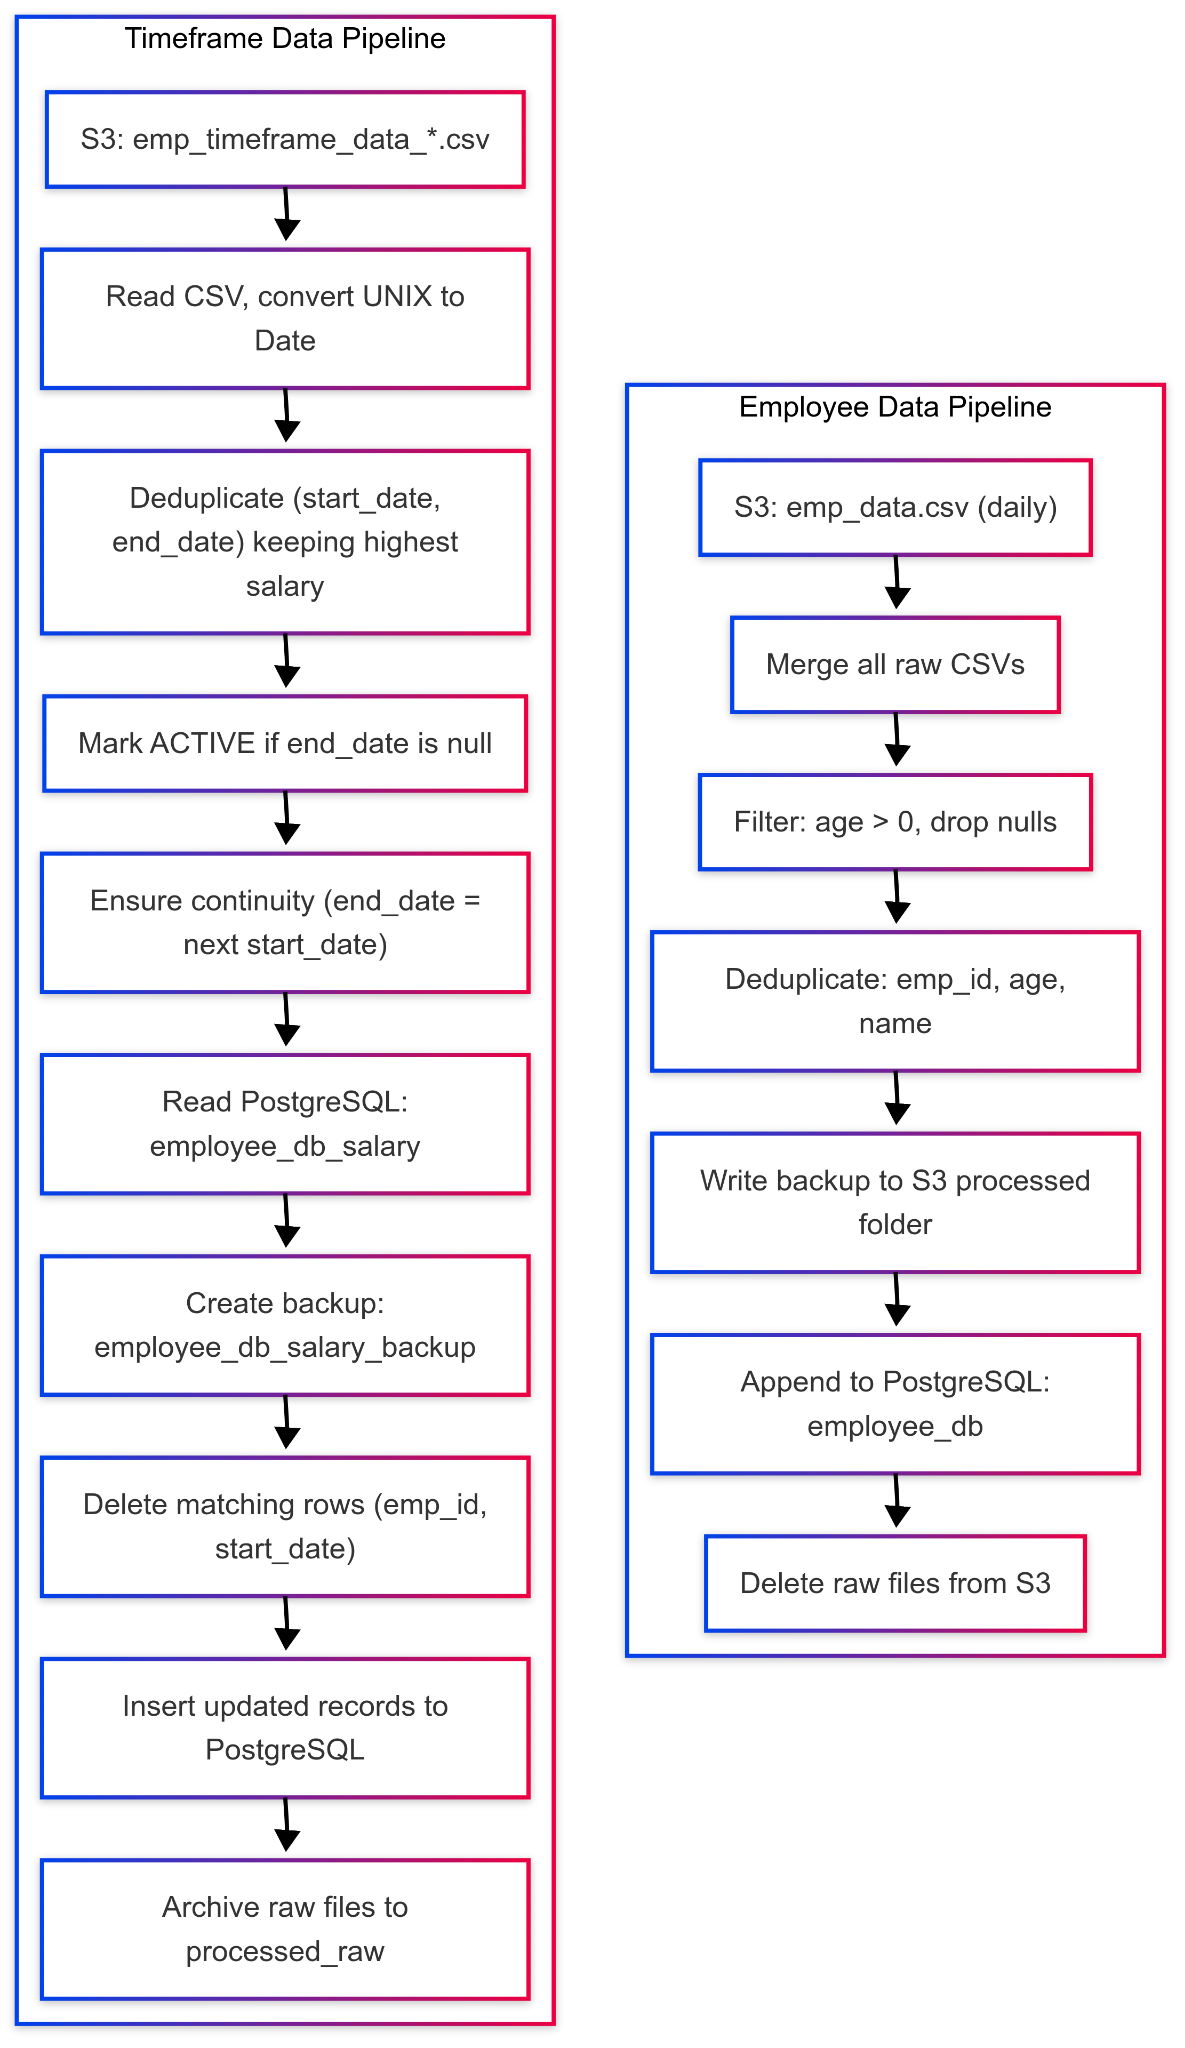 Timeframe Data Pipeline
S3: emp_timeframe_data_*.csv
Read CSV, convert UNIX to
Date
Deduplicate (start_date,
end_date) keeping highest
salary
Mark ACTIVE if end_date is null
Ensure continuity (end_date =
next start_date)
Read PostgreSQL:
employee_db_salary
Create backup:
employee_db_salary_backup
Delete matching rows (emp_id,
start_date)
Insert updated records to
PostgreSQL
Archive raw files to
processed_raw
Employee Data Pipeline
S3: emp_data.csv (daily)
Merge all raw CSVs
Filter: age > 0, drop nulls
Deduplicate: emp_id, age,
name
Write backup to S3 processed
folder
Append to PostgreSQL:
employee_db
Delete raw files from S3